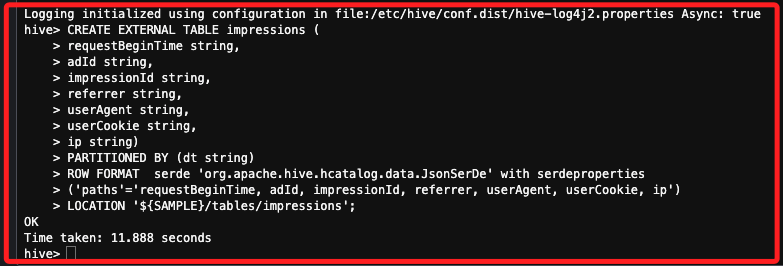 Logging initialized using configuration in file:/etc/hive/conf.dist/hive-log4j2.properties Async: true
hive> CREATE EXTERNAL TABLE impressions (
    > requestBeginTime string,
    > adId string,
    > impressionId string,
    > referrer string,
    > userAgent string,
    > userCookie string,
    > ip string)
    > PARTITIONED BY (dt string)
    > ROW FORMAT  serde 'org.apache.hive.hcatalog.data.JsonSerDe' with serdeproperties
    > ('paths'='requestBeginTime, adId, impressionId, referrer, userAgent, userCookie, ip')
    > LOCATION '${SAMPLE}/tables/impressions';
OK
Time taken: 11.888 seconds
hive>